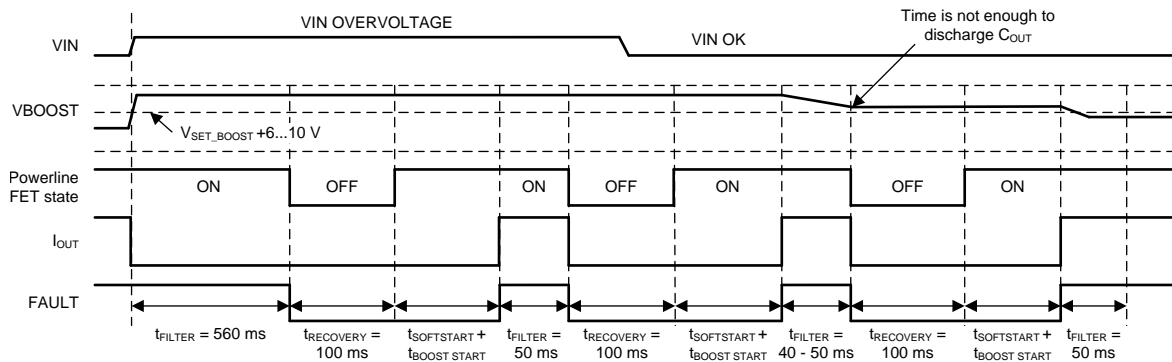 VIN OVERVOLTAGE
Time is not enough to
discharge COUT
VIN
VIN OK
VBOOST
VSET_BOOST +6...10 V
Powerline
FET state
ON
OFF
ON
ON
OFF
ON
OFF
ON
IOUT
FAULT
tFILTER = 560 ms
tRECOVERY =
100 ms
tSOFTSTART +
tBOOST START
tFILTER =
50 ms
tRECOVERY =
100 ms
tSOFTSTART +
tBOOST START
tFILTER =
40 - 50 ms
tRECOVERY =
100 ms
tSOFTSTART +
tBOOST START
tFILTER =
50 ms